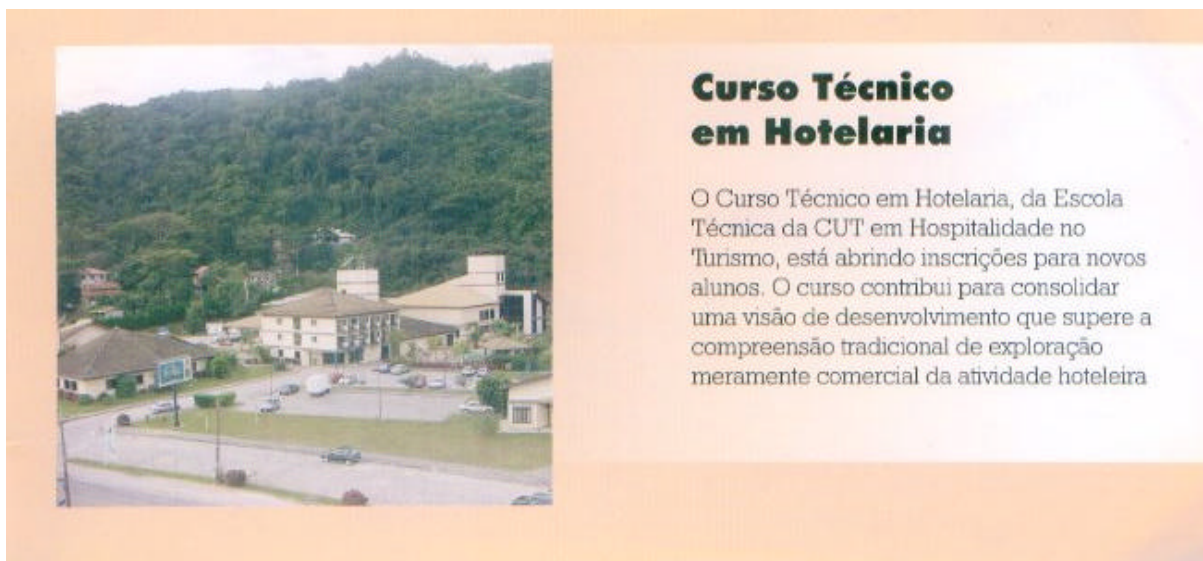 Curso Técnico
em Hotelaria
O Curso Técnico em Hotelaria, da Escola
Técnica da CUT em Hospitalidade no
Turismo, está abrindo inscrições para novos
alunos. O curso contribui para consolidar
uma visão de desenvolvimento que supere a
compreensão tradicional de exploração
meramente comercial da atividade hoteleira